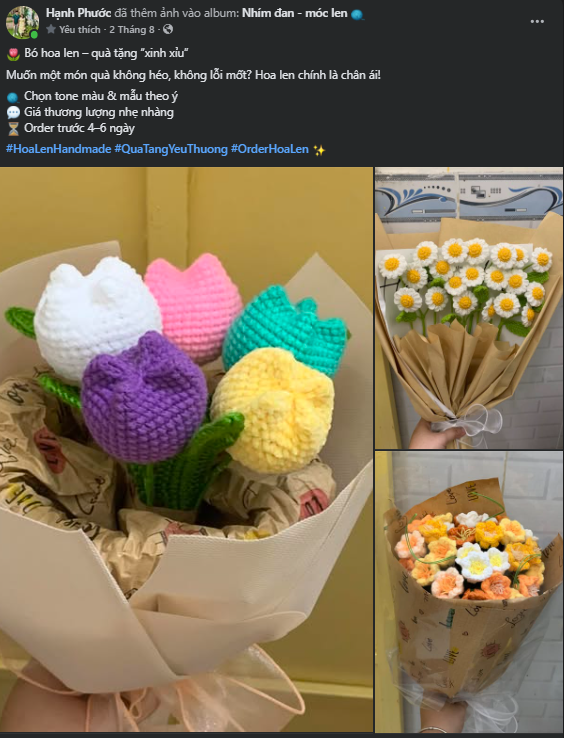 Hạnh Phước đã thêm ảnh vào album: Nhím đan - móc len
Yêu thích · 2 Tháng 8 ·
Bó hoa len – quà tặng “xinh xỉu”
Muốn một món quà không héo, không lỗi mốt? Hoa len chính là chân ái!
Chọn tone màu & mẫu theo ý
Giá thương lượng nhẹ nhàng
Order trước 4–6 ngày
#HoaLenHandmade #QuaTangYeuThuong #OrderHoaLen